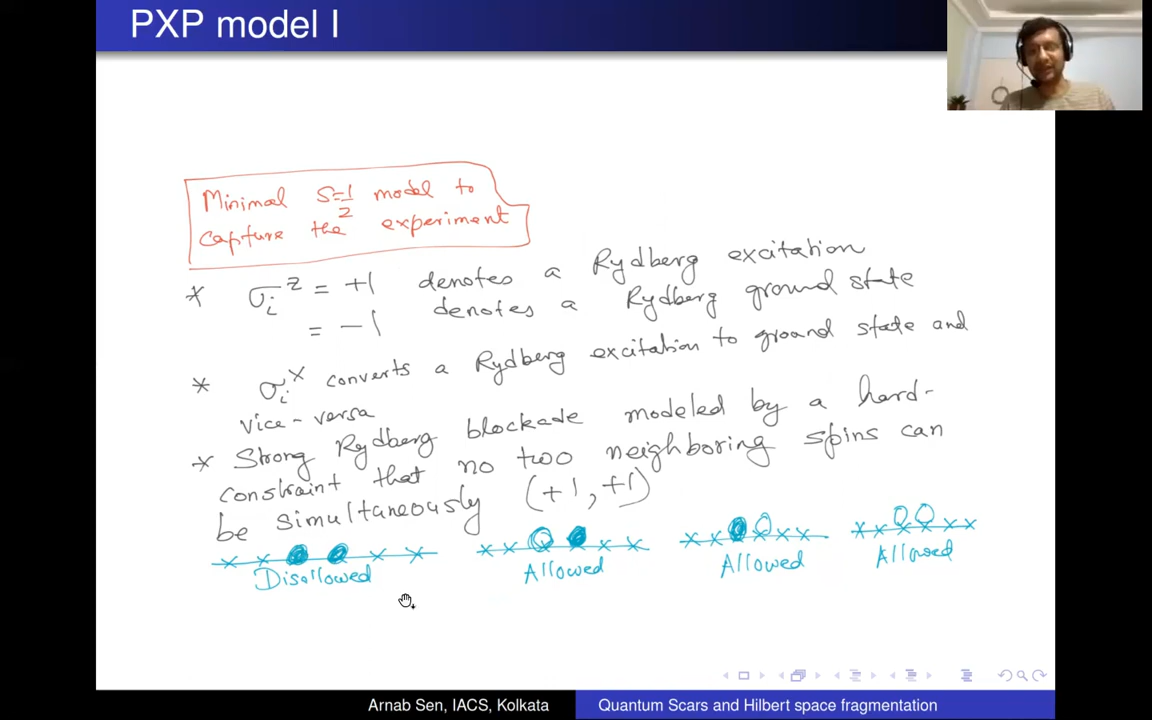 PXP model I
Minimal S=1/2 model to
capture the experiment
* σᵢᶻ = +1 denotes a Rydberg excitation
= -1 denotes a Rydberg ground state
* σᵢˣ converts a Rydberg excitation to ground state and
vice-versa
* Strong Rydberg blockade modeled by a hard-
constraint that no two neighboring spins can
be simultaneously (+1, +1)
Disallowed
Allowed
Allowed
Allowed
Arnab Sen, IACS, Kolkata
Quantum Scars and Hilbert space fragmentation